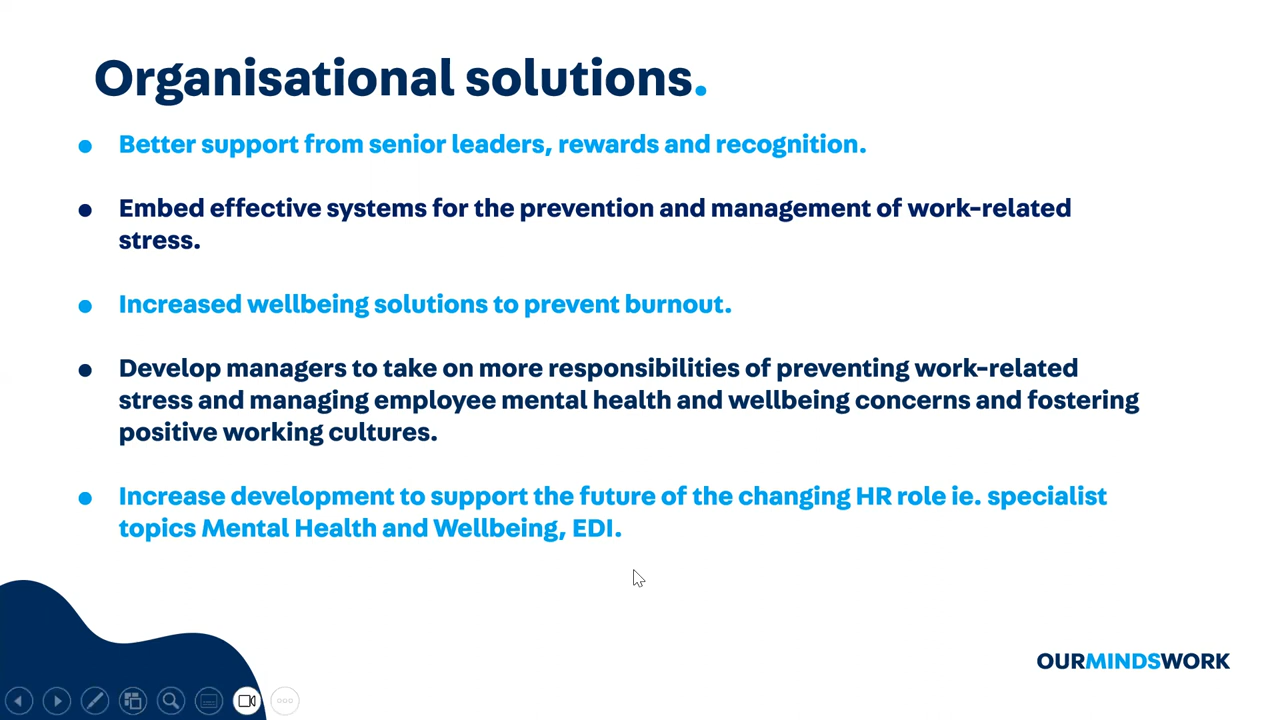 Organisational solutions.
• Better support from senior leaders, rewards and recognition.
• Embed effective systems for the prevention and management of work-related
stress.
• Increased wellbeing solutions to prevent burnout.
• Develop managers to take on more responsibilities of preventing work-related
stress and managing employee mental health and wellbeing concerns and fostering
positive working cultures.
• Increase development to support the future of the changing HR role ie. specialist
topics Mental Health and Wellbeing, EDI.
OURMINDSWORK